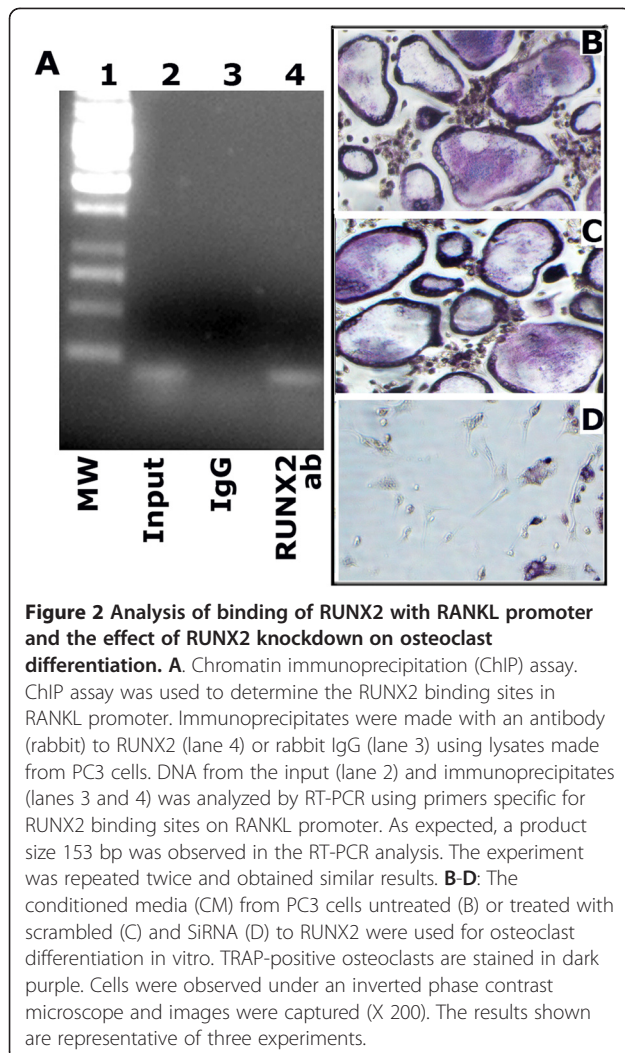 A
1 2 3 4
MW
Input
IgG
RUNX2
ab
B
C
D
Figure 2 Analysis of binding of RUNX2 with RANKL promoter
and the effect of RUNX2 knockdown on osteoclast
differentiation. A. Chromatin immunoprecipitation (ChIP) assay.
ChIP assay was used to determine the RUNX2 binding sites in
RANKL promoter. Immunoprecipitates were made with an antibody
(rabbit) to RUNX2 (lane 4) or rabbit IgG (lane 3) using lysates made
from PC3 cells. DNA from the input (lane 2) and immunoprecipitates
(lanes 3 and 4) was analyzed by RT-PCR using primers specific for
RUNX2 binding sites on RANKL promoter. As expected, a product
size 153 bp was observed in the RT-PCR analysis. The experiment
was repeated twice and obtained similar results. B-D: The
conditioned media (CM) from PC3 cells untreated (B) or treated with
scrambled (C) and SiRNA (D) to RUNX2 were used for osteoclast
differentiation in vitro. TRAP-positive osteoclasts are stained in dark
purple. Cells were observed under an inverted phase contrast
microscope and images were captured (X 200). The results shown
are representative of three experiments.